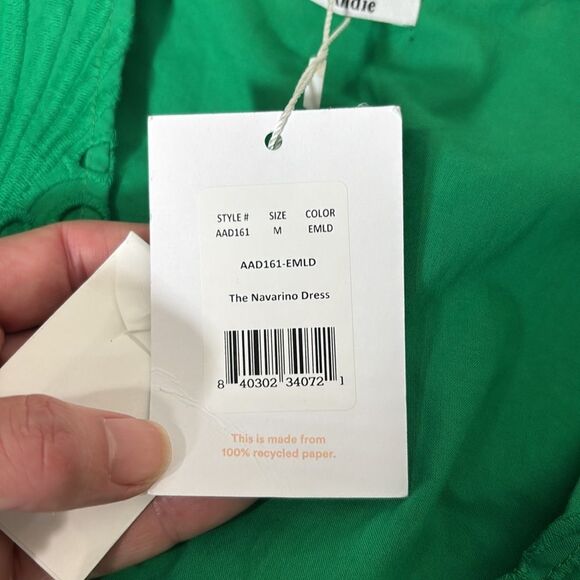 STYLE # SIZE COLOR
AAD161 M EMLD
AAD161-EMLD
The Navarino Dress
8 40302 34072 1
This is made from
100% recycled paper.